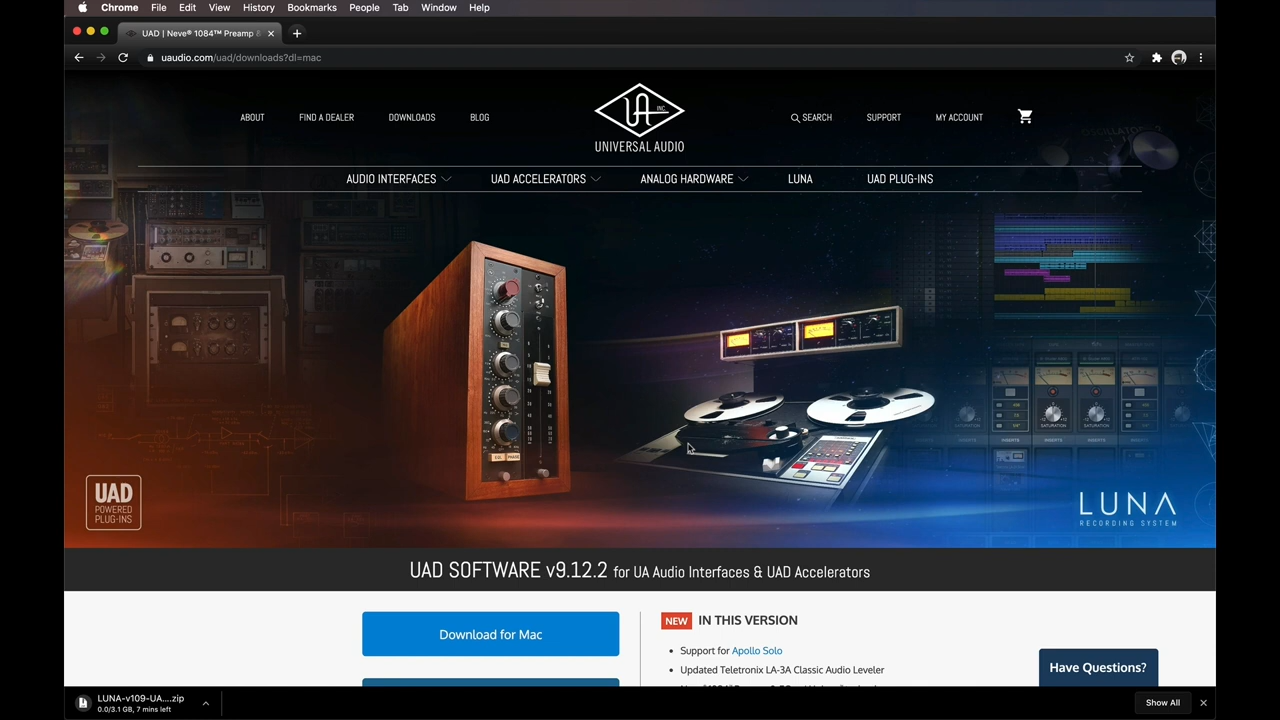 Chrome File Edit View History Bookmarks People Tab Window Help
UAD | Neve® 1084™ Preamp &
uaudio.com/uad/downloads?dl=mac
ABOUT FIND A DEALER DOWNLOADS BLOG
UA INC.
UNIVERSAL AUDIO
SEARCH SUPPORT MY ACCOUNT
AUDIO INTERFACES UAD ACCELERATORS ANALOG HARDWARE LUNA UAD PLUG-INS
UAD
POWERED
PLUG-INS
LUNA
RECORDING SYSTEM
UAD SOFTWARE v9.12.2 for UA Audio Interfaces & UAD Accelerators
Download for Mac
NEW IN THIS VERSION
Support for Apollo Solo
Updated Teletronix LA-3A Classic Audio Leveler
Have Questions?
LUNA-v109-UA....zip
0.0/3.1 GB, 7 mins left
Show All